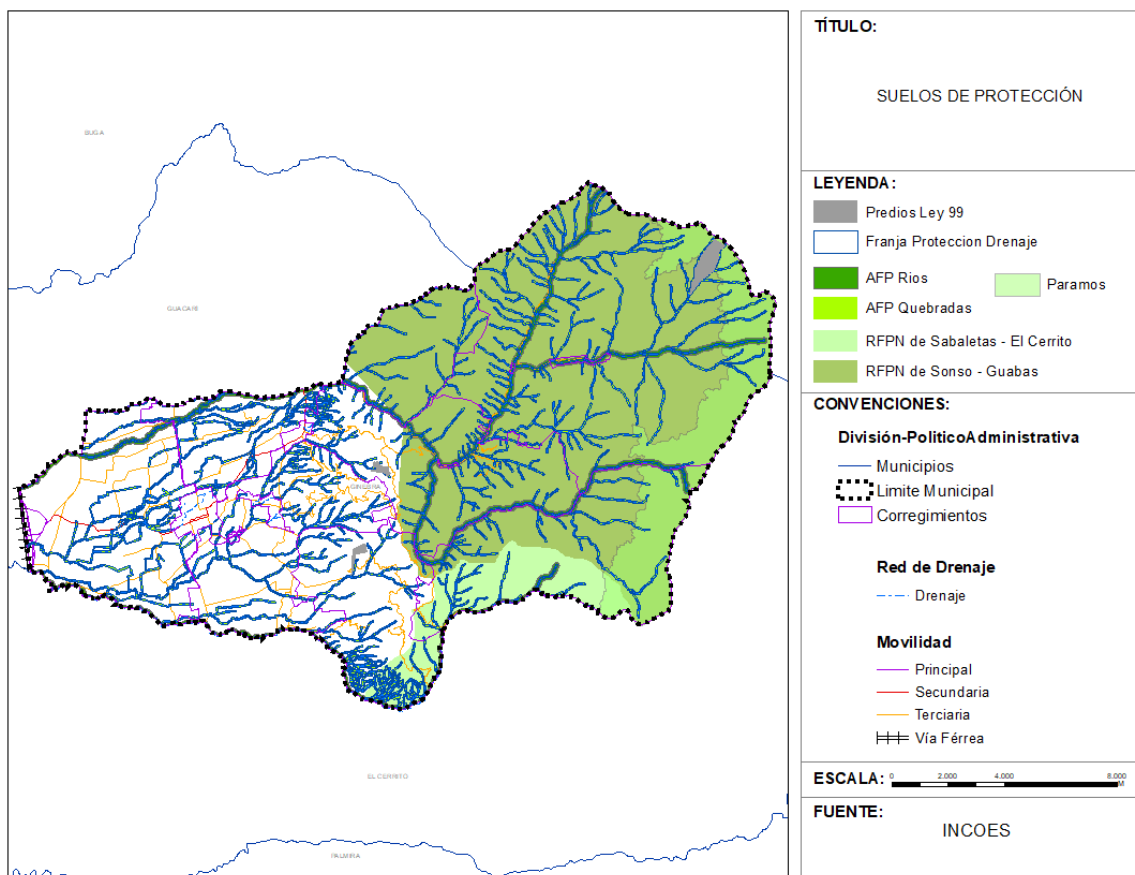 TÍTULO:
SUELOS DE PROTECCIÓN
LEYENDA:
Predios Ley 99
Franja Proteccion Drenaje
AFP Rios
Paramos
AFP Quebradas
RFPN de Sabaletas - El Cerrito
RFPN de Sonso - Guabas
CONVENCIONES:
División-PoliticoAdministrativa
Municipios
Limite Municipal
Corregimientos
Red de Drenaje
Drenaje
Movilidad
Principal
Secundaria
Terciaria
Vía Férrea
ESCALA:
0 2.000 4.000 8.000
M
FUENTE:
INCOES
BUGA
GUACARI
GINEBRA
EL CERRITO
PALMIRA